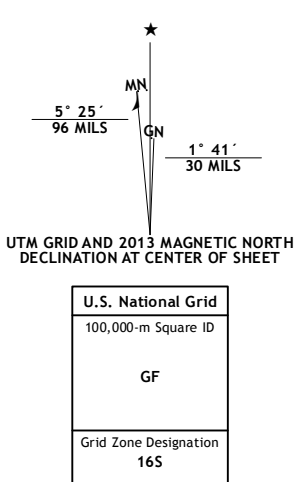 ★
MN
GN
5° 25´
96 MILS
1° 41´
30 MILS
UTM GRID AND 2013 MAGNETIC NORTH
DECLINATION AT CENTER OF SHEET
U.S. National Grid
100,000-m Square ID
GF
Grid Zone Designation
16S